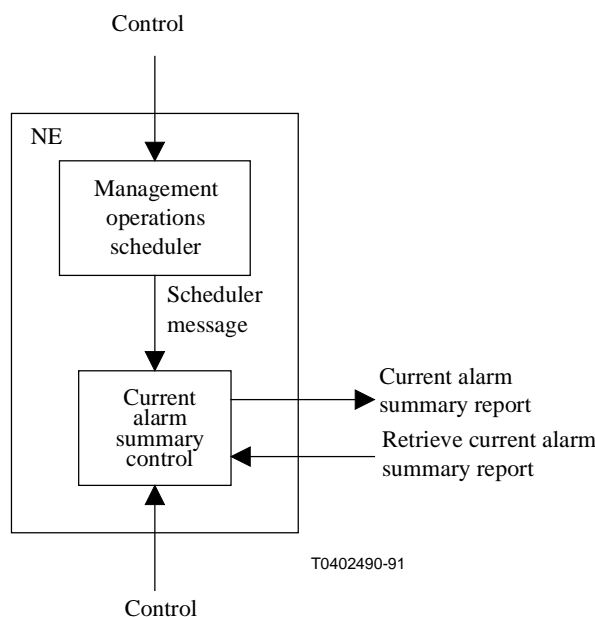 Control
NE
Management
operations
scheduler
Scheduler
message
Current
alarm
summary
control
Current alarm
summary report
Retrieve current alarm
summary report
T0402490-91
Control